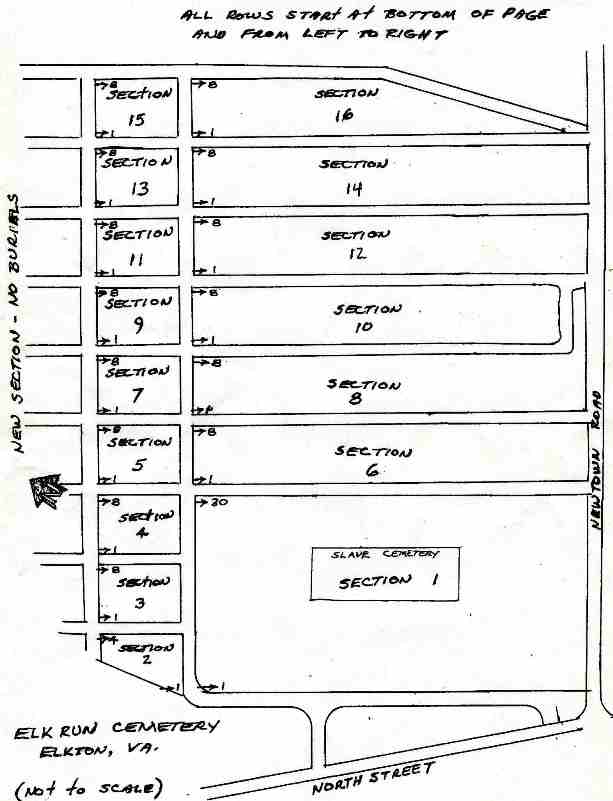 ALL ROWS START At BOTTOM OF PAGE
AND FROM LEFT TO RIGHT
8
SECTION
15
1
8
SECTION
16
1
8
SECTION
13
1
8
SECTION
14
1
8
SECTION
11
1
8
SECTION
12
1
8
SECTION
9
1
8
SECTION
10
1
8
SECTION
7
1
8
SECTION
8
8
SECTION
5
1
8
SECTION
6
1
8
SECTION
4
1
20
8
SECTION
3
1
SLAVE CEMETERY
SECTION 1
4
SECTION
2
1
1
NEW SECTION - NO BURIELS
NEWTOWN ROAD
ELK RUN CEMETERY
ELKTON, VA.
(NOt to SCALE)
NORTH STREET